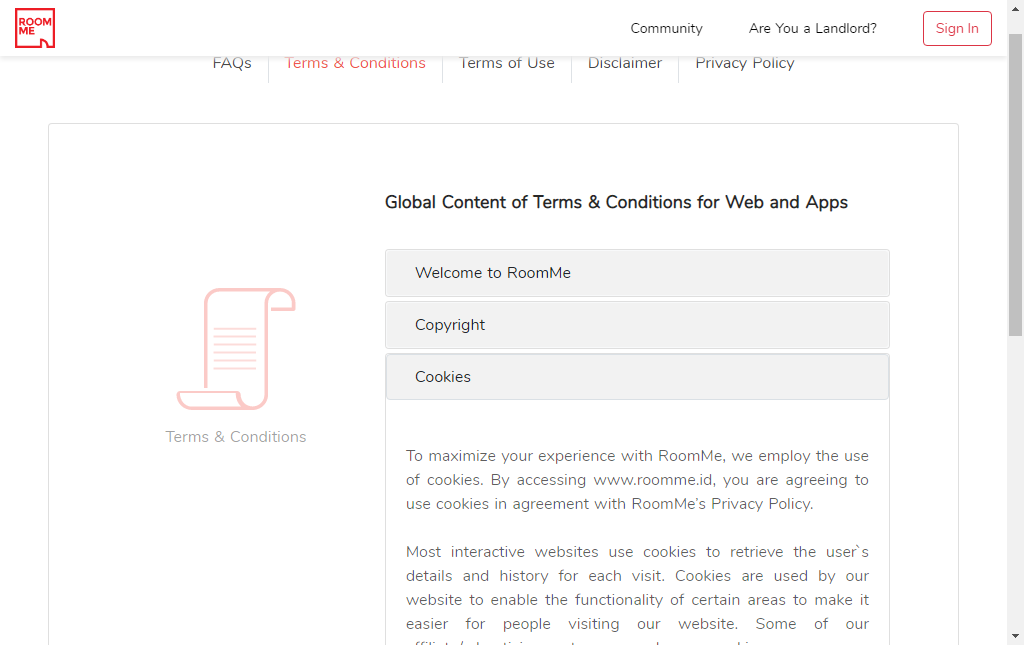 ROOM
ME
Community
Are You a Landlord?
Sign In
FAQs
Terms & Conditions
Terms of Use
Disclaimer
Privacy Policy
Global Content of Terms & Conditions for Web and Apps
Welcome to RoomMe
Copyright
Cookies
Terms & Conditions
To maximize your experience with RoomMe, we employ the use
of cookies. By accessing www.roomme.id, you are agreeing to
use cookies in agreement with RoomMe’s Privacy Policy.
Most interactive websites use cookies to retrieve the user`s
details and history for each visit. Cookies are used by our
website to enable the functionality of certain areas to make it
easier for people visiting our website. Some of our